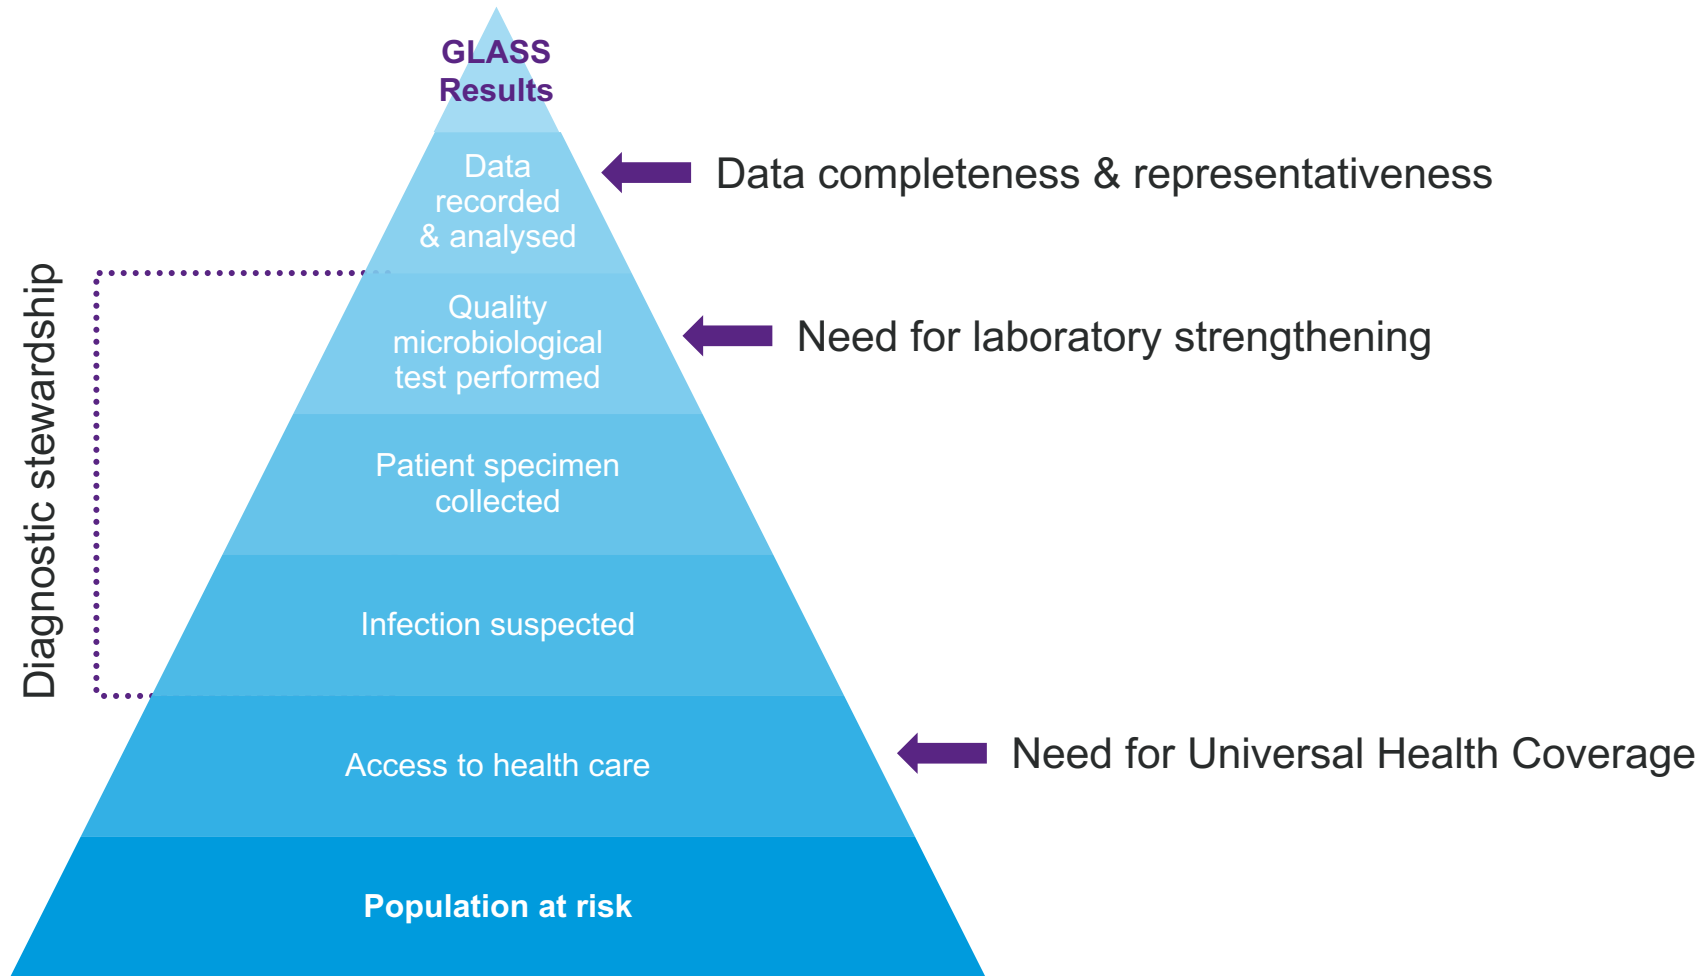 GLASS
Results
Data
recorded
& analysed
Data completeness & representativeness
Diagnostic stewardship
Quality
microbiological
test performed
Need for laboratory strengthening
Patient specimen
collected
Infection suspected
Access to health care
Need for Universal Health Coverage
Population at risk